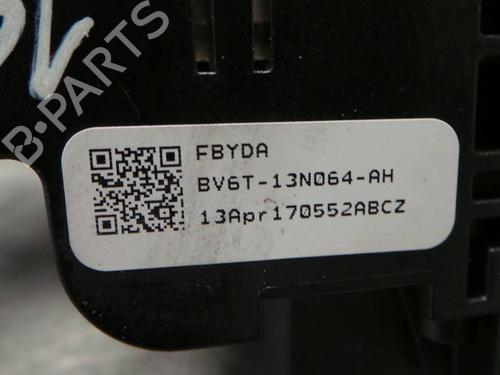 B-PARTS
FBYDA
BV6T-13N064-AH
13Apr170552ABCZ